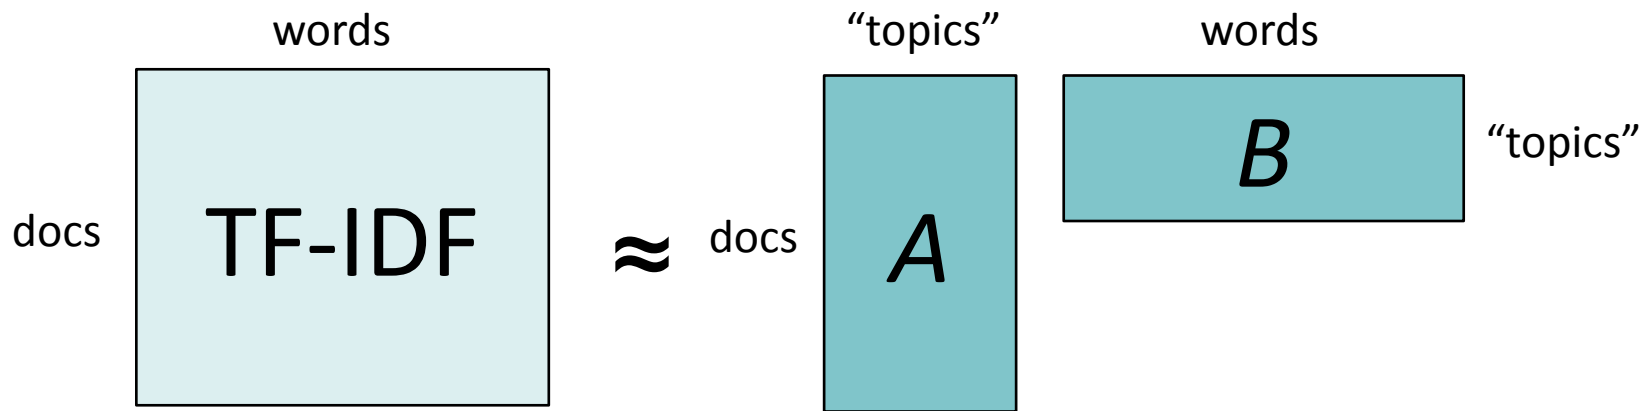 words
“topics”
words
docs
TF-IDF
≈
docs
A
B
“topics”